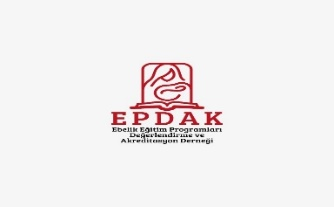 EPDAK
Ebelik Eğitim Programları
Değerlendirme ve
Akreditasyon Derneği